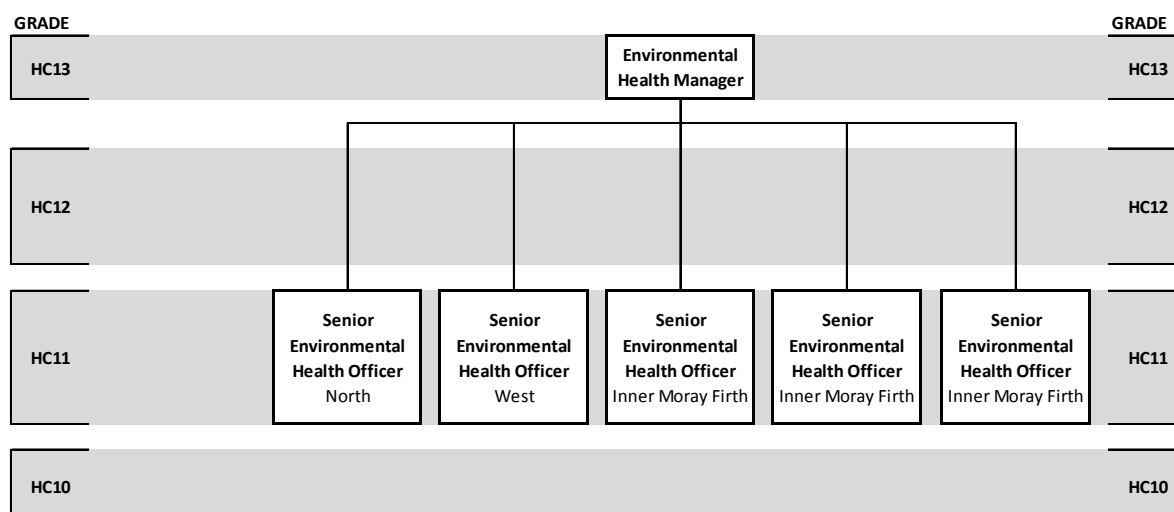 GRADE GRADE
HC13 Environmental HC13
Health Manager
HC12 HC12
Senior Senior Senior Senior Senior
Environmental Environmental Environmental Environmental Environmental
HC11 Health Officer Health Officer Health Officer Health Officer Health Officer HC11
North West Inner Moray Firth Inner Moray Firth Inner Moray Firth
HC10 HC10